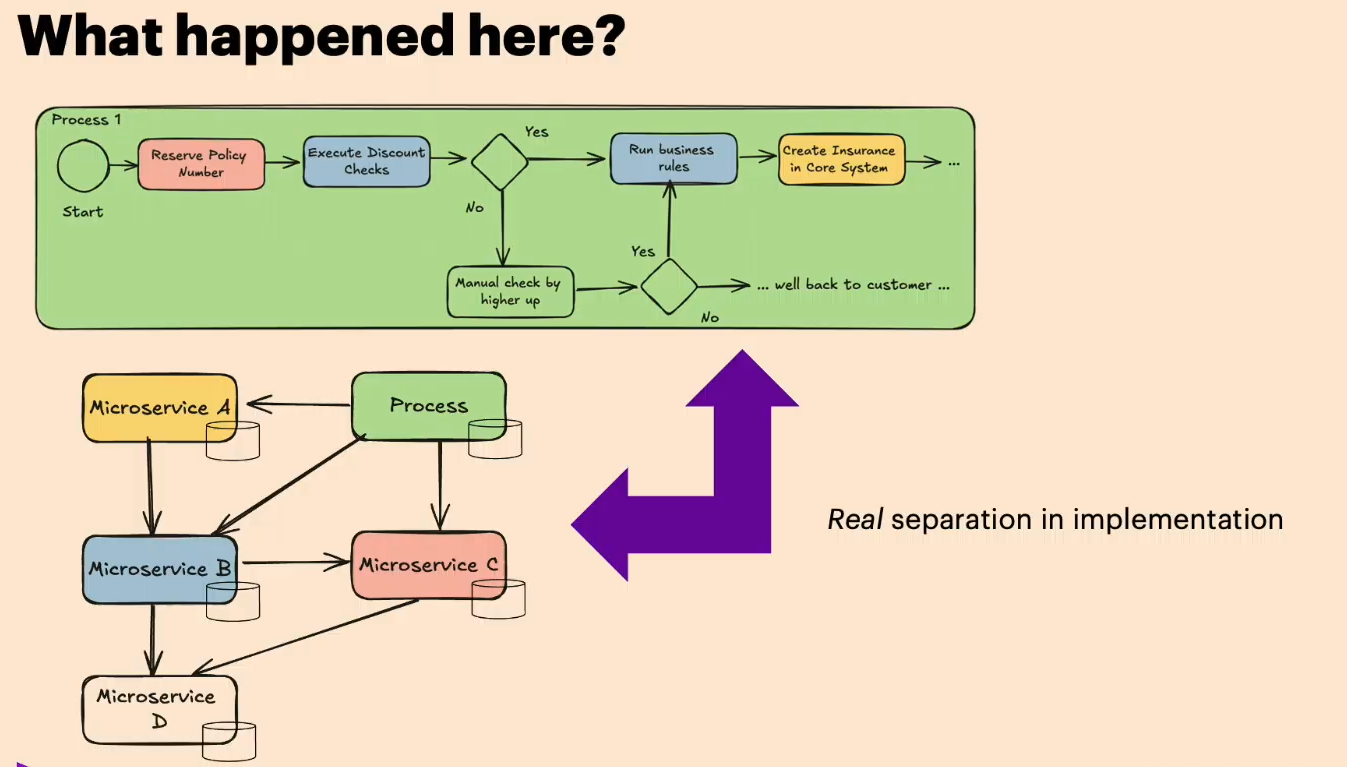 What happened here?
Process 1
Start
Reserve Policy
Number
Execute Discount
Checks
Yes
No
Run business
rules
Create Insurance
in Core System
...
Manual check by
higher up
Yes
No
... well back to customer ...
Microservice A
Process
Microservice B
Microservice C
Microservice
D
Real separation in implementation